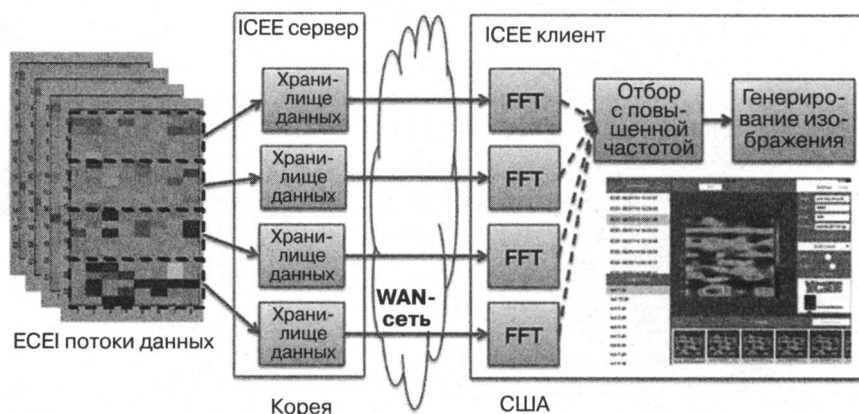 ICEE сервер
ICEE клиент
Храни-
лище
данных
Храни-
лище
данных
Храни-
лище
данных
Храни-
лище
данных
FFT
FFT
FFT
FFT
Отбор
с повы-
шенной
частотой
Генериро-
вание изо-
бражения
WAN-
сеть
ECEI потоки данных
Корея
США